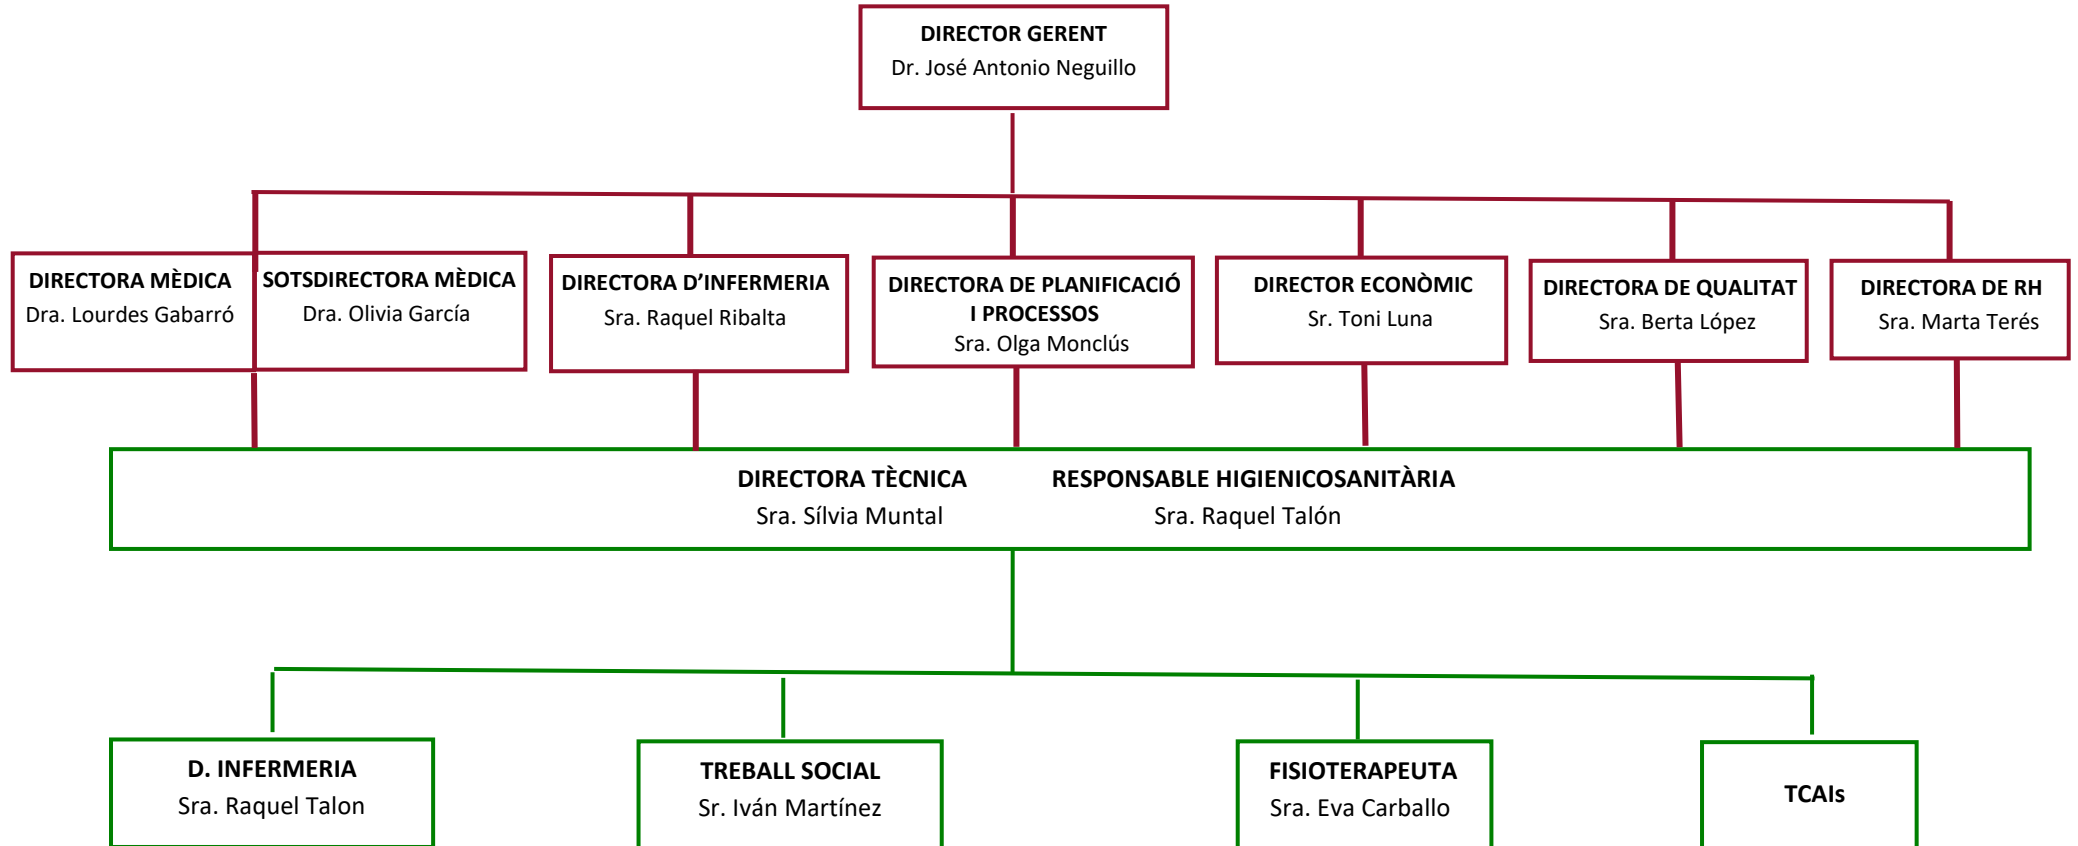 DIRECTOR GERENT
Dr. José Antonio Neguillo
DIRECTORA MÈDICA
Dra. Lourdes Gabarró
SOTSDIRECTORA MÈDICA
Dra. Olivia García
DIRECTORA D’INFERMERIA
Sra. Raquel Ribalta
DIRECTORA DE PLANIFICACIÓ
I PROCESSOS
Sra. Olga Monclús
DIRECTOR ECONÒMIC
Sr. Toni Luna
DIRECTORA DE QUALITAT
Sra. Berta López
DIRECTORA DE RH
Sra. Marta Terés
DIRECTORA TÈCNICA
Sra. Sílvia Muntal
RESPONSABLE HIGIENICOSANITÀRIA
Sra. Raquel Talón
D. INFERMERIA
Sra. Raquel Talon
TREBALL SOCIAL
Sr. Iván Martínez
FISIOTERAPEUTA
Sra. Eva Carballo
TCAIs